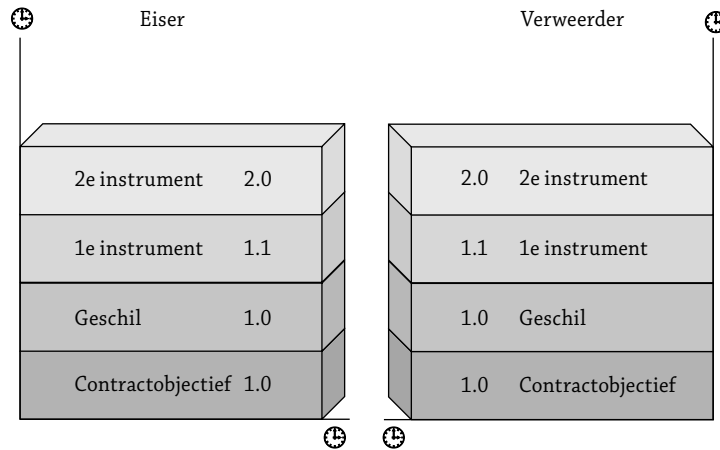 Eiser
Verweerder
2e instrument 2.0
2.0 2e instrument
1e instrument 1.1
1.1 1e instrument
Geschil 1.0
1.0 Geschil
Contractobjectief 1.0
1.0 Contractobjectief